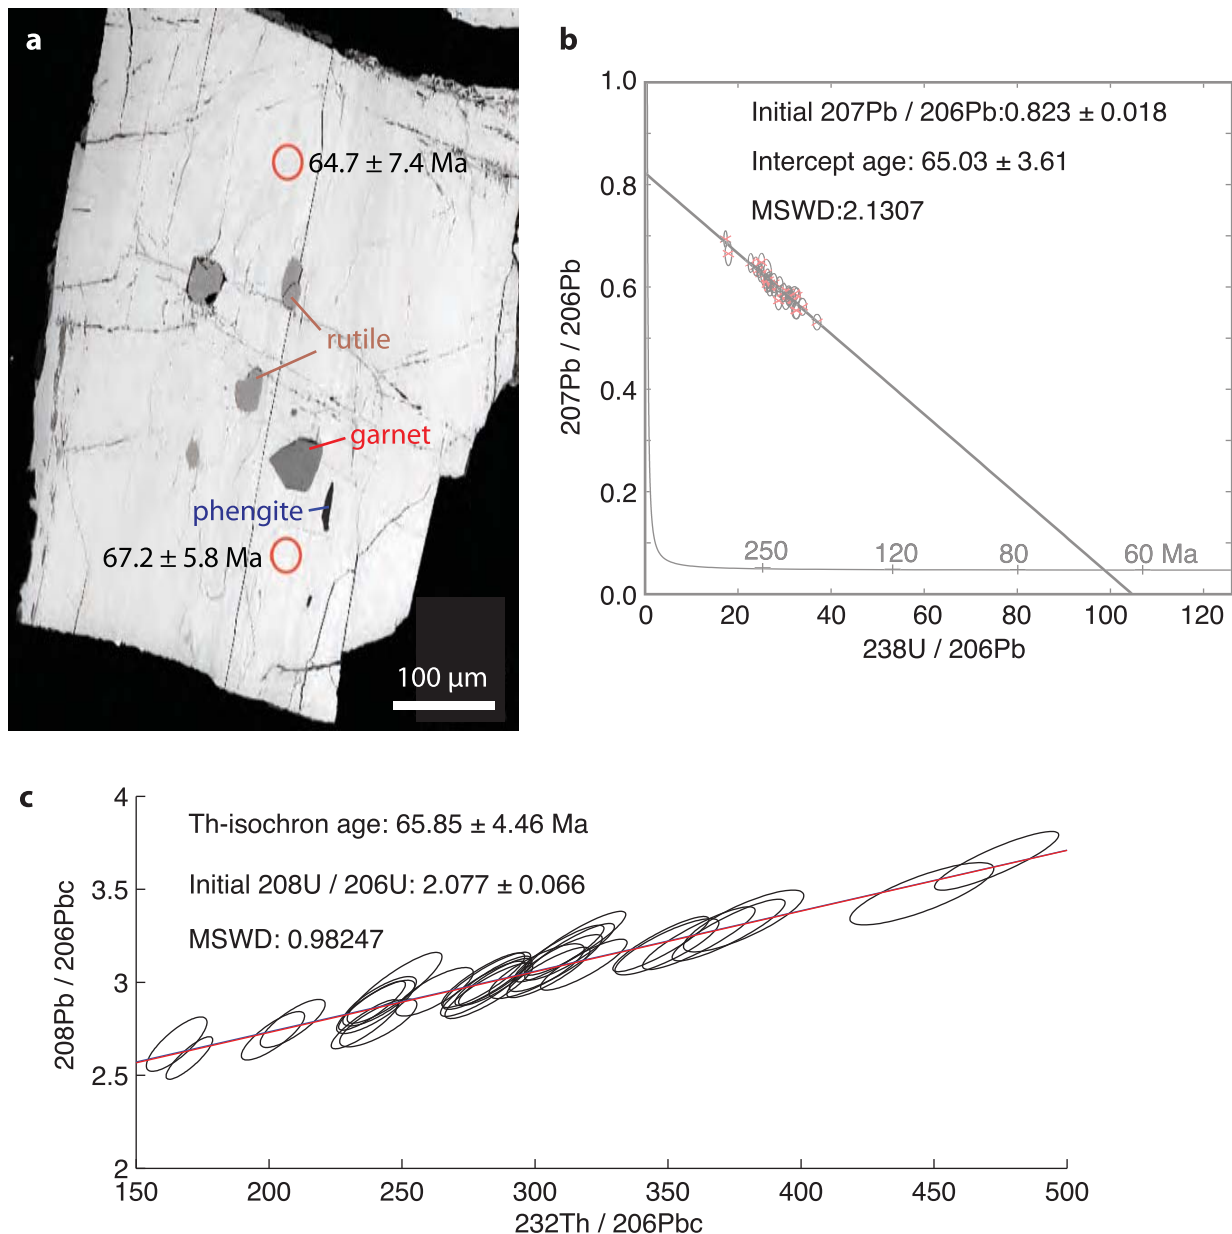 a
64.7 ± 7.4 Ma
rutile
garnet
phengite
67.2 ± 5.8 Ma
100 µm
b
1.0
0.8
0.6
0.4
0.2
0.0
207Pb / 206Pb
Initial 207Pb / 206Pb:0.823 ± 0.018
Intercept age: 65.03 ± 3.61
MSWD:2.1307
250 120 80 60 Ma
0 20 40 60 80 100 120
238U / 206Pb
c
4
3.5
3
2.5
2
208Pb / 206Pbc
Th-isochron age: 65.85 ± 4.46 Ma
Initial 208U / 206U: 2.077 ± 0.066
MSWD: 0.98247
150 200 250 300 350 400 450 500
232Th / 206Pbc